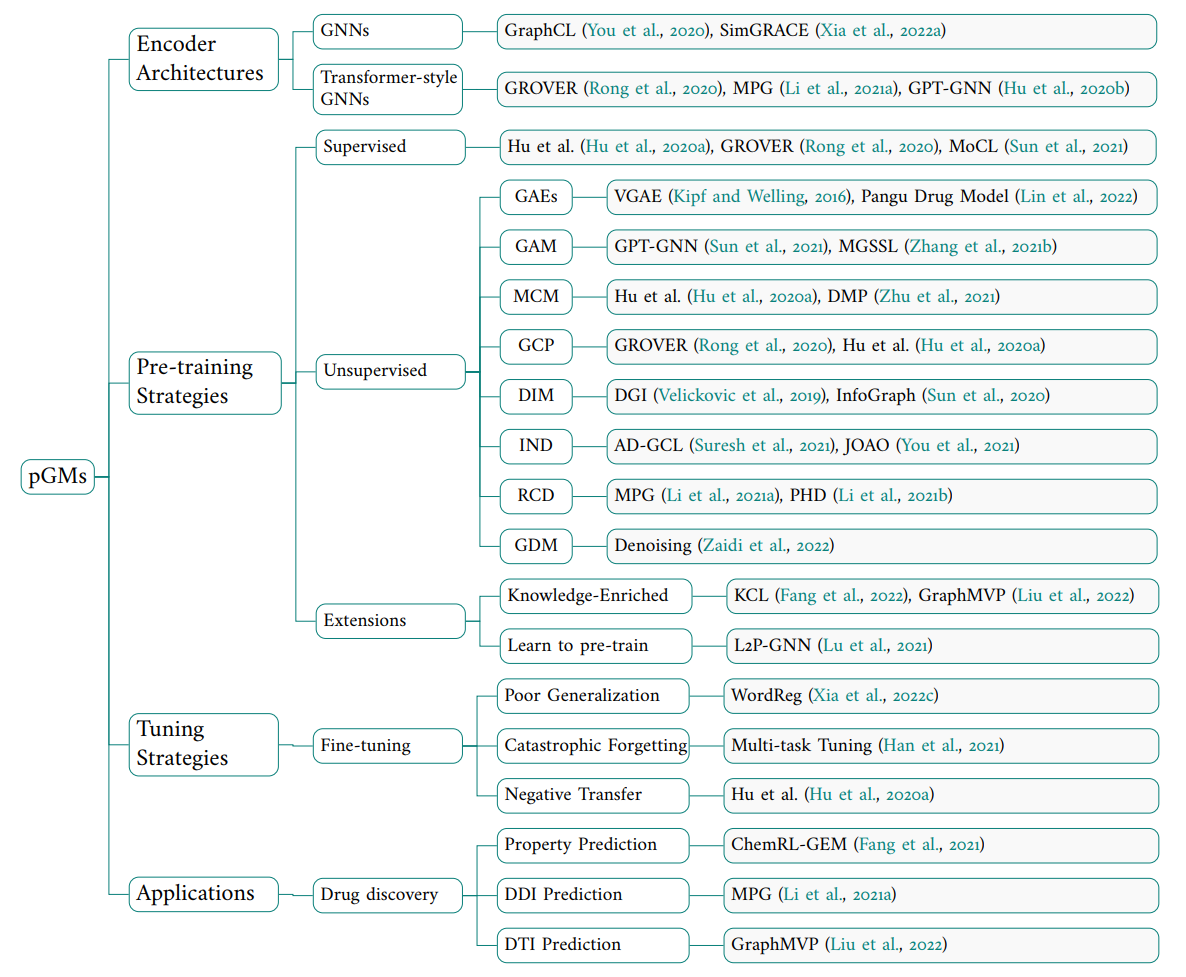 GNNs
GraphCL (You et al., 2020), SimGRACE (Xia et al., 2022a)
Encoder
Architectures
Transformer-style
GNNs
GROVER (Rong et al., 2020), MPG (Li et al., 2021a), GPT-GNN (Hu et al., 2020b)
Supervised
Hu et al. (Hu et al., 2020a), GROVER (Rong et al., 2020), MoCL (Sun et al., 2021)
GAEs
VGAE (Kipf and Welling, 2016), Pangu Drug Model (Lin et al., 2022)
GAM
GPT-GNN (Sun et al., 2021), MGSSL (Zhang et al., 2021b)
MCM
Hu et al. (Hu et al., 2020a), DMP (Zhu et al., 2021)
GCP
GROVER (Rong et al., 2020), Hu et al. (Hu et al., 2020a)
Pre-training
Strategies
Unsupervised
DIM
DGI (Velickovic et al., 2019), InfoGraph (Sun et al., 2020)
IND
AD-GCL (Suresh et al., 2021), JOAO (You et al., 2021)
pGMs
RCD
MPG (Li et al., 2021a), PHD (Li et al., 2021b)
GDM
Denoising (Zaidi et al., 2022)
Extensions
Knowledge-Enriched
KCL (Fang et al., 2022), GraphMVP (Liu et al., 2022)
Learn to pre-train
L2P-GNN (Lu et al., 2021)
Poor Generalization
WordReg (Xia et al., 2022c)
Tuning
Strategies
Fine-tuning
Catastrophic Forgetting
Multi-task Tuning (Han et al., 2021)
Negative Transfer
Hu et al. (Hu et al., 2020a)
Property Prediction
ChemRL-GEM (Fang et al., 2021)
Applications
Drug discovery
DDI Prediction
MPG (Li et al., 2021a)
DTI Prediction
GraphMVP (Liu et al., 2022)